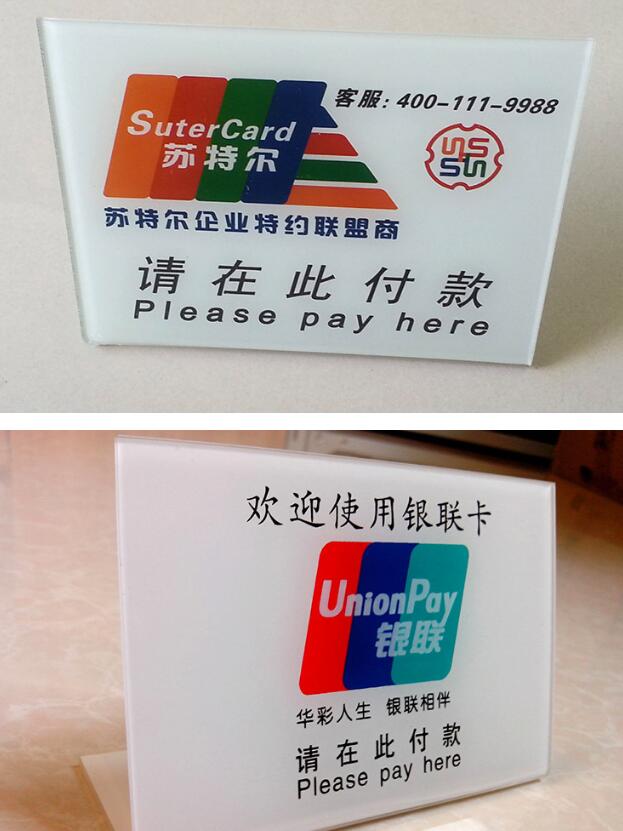 客服: 400-111-9988
SuterCard
苏特尔
苏特尔企业特约联盟商
请在此付款
Please pay here
欢迎使用银联卡
UnionPay
银联
华彩人生 银联相伴
请在此付款
Please pay here